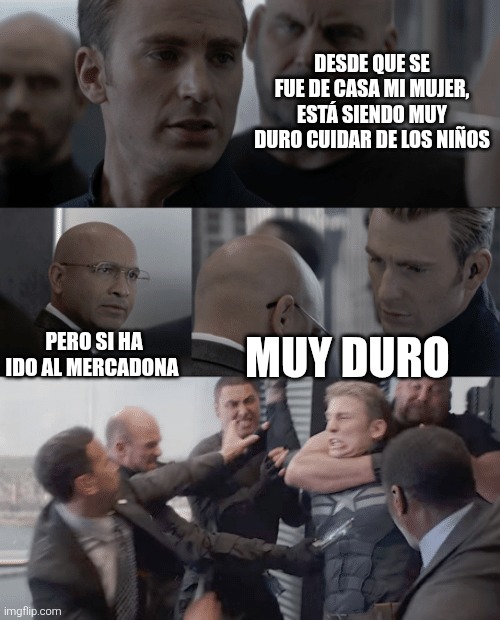 DESDE QUE SE
FUE DE CASA MI MUJER,
ESTÁ SIENDO MUY
DURO CUIDAR DE LOS NIÑOS
PERO SI HA
IDO AL MERCADONA
MUY DURO
imgflip.com